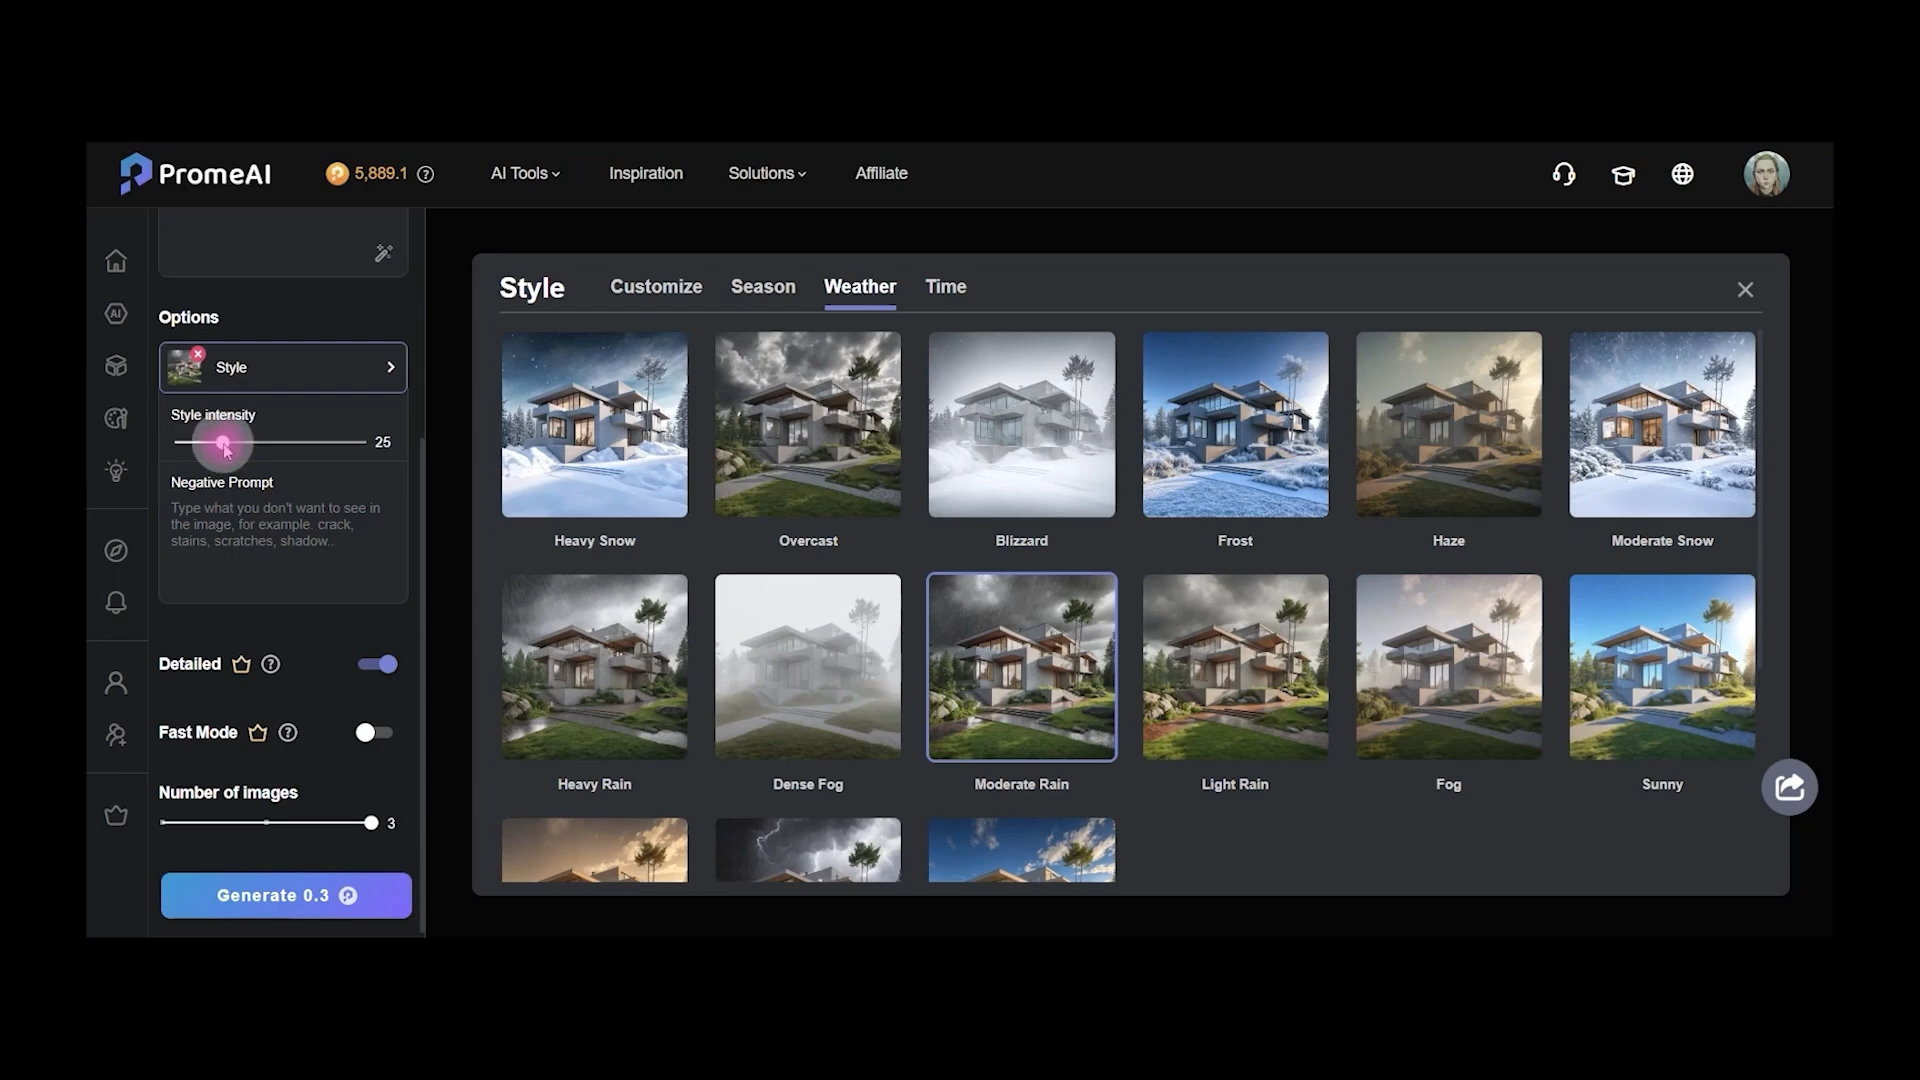 PromeAI
5,889.1
AI Tools
Inspiration
Solutions
Affiliate
AI
Options
Style
Style intensity
25
Negative Prompt
Type what you don't want to see in
the image, for example. crack,
stains, scratches, shadow..
Detailed
Fast Mode
Number of images
3
Generate 0.3
Style
Customize
Season
Weather
Time
Heavy Snow
Overcast
Blizzard
Frost
Haze
Moderate Snow
Heavy Rain
Dense Fog
Moderate Rain
Light Rain
Fog
Sunny